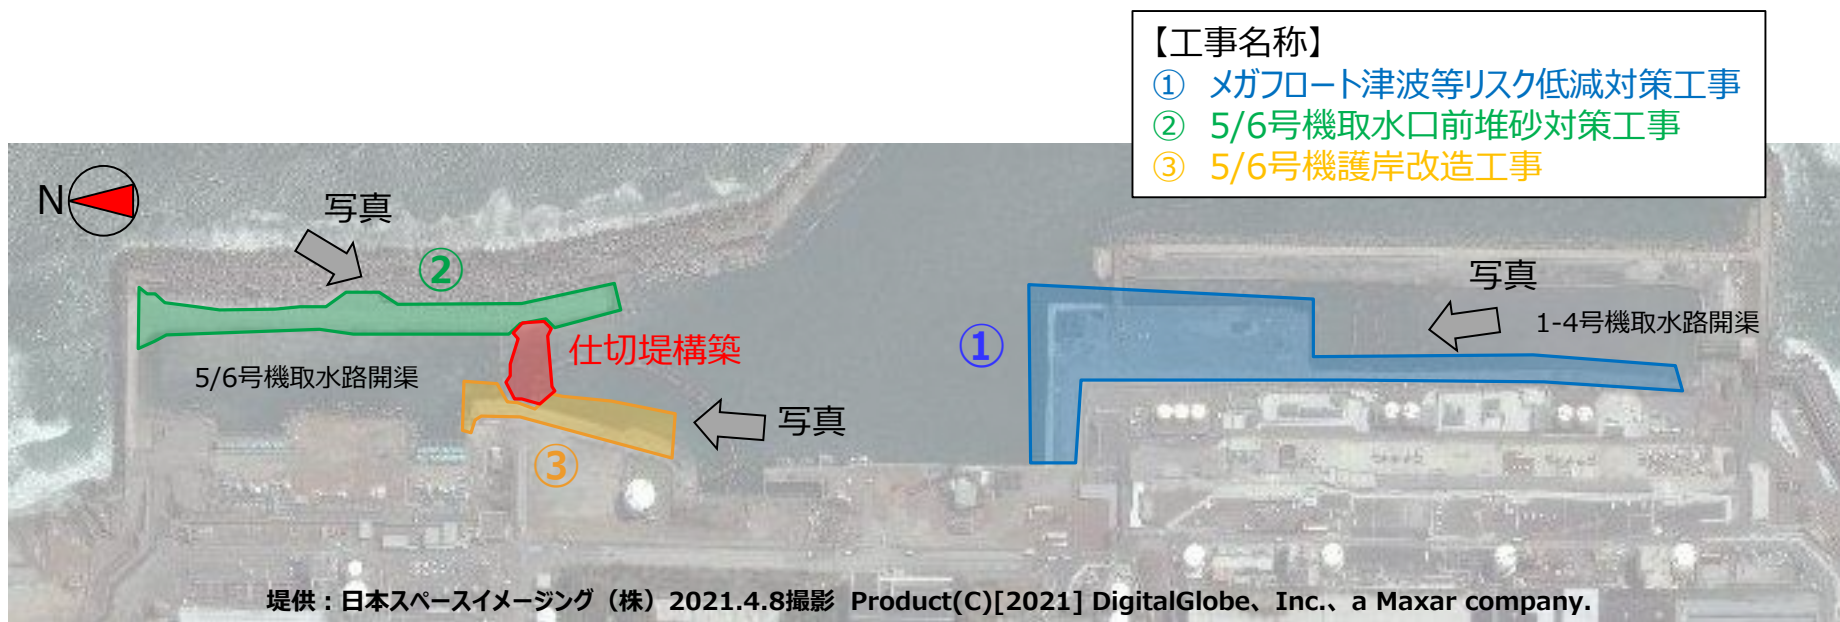 【工事名称】
① メガフロート津波等リスク低減対策工事
② 5/6号機取水口前堆砂対策工事
③ 5/6号機護岸改造工事
N
写真
②
写真
1-4号機取水路開渠
①
仕切堤構築
5/6号機取水路開渠
写真
③
提供：日本スペースイメージング（株）2021.4.8撮影 Product(C)[2021] DigitalGlobe、Inc.、a Maxar company.